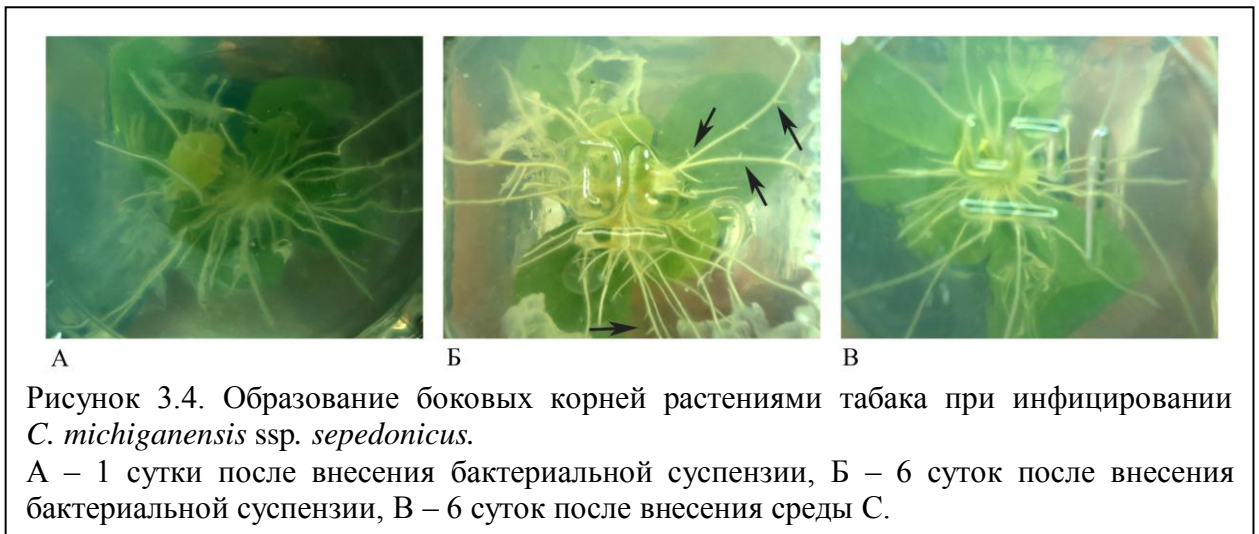 А
Б
В
Рисунок 3.4. Образование боковых корней растениями табака при инфицировании
C. michiganensis ssp. sepedonicus.
А – 1 сутки после внесения бактериальной суспензии, Б – 6 суток после внесения
бактериальной суспензии, В – 6 суток после внесения среды С.